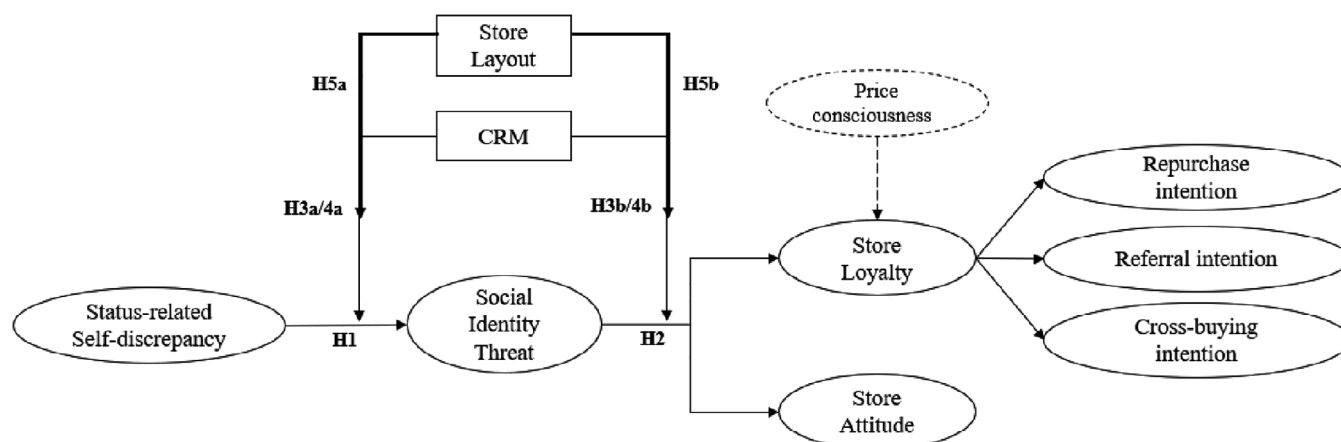 Store
Layout
H5a
H5b
Price
consciousness
CRM
Repurchase
intention
H3a/4a
H3b/4b
Store
Loyalty
Referral intention
Status-related
Self-discrepancy
H1
Social
Identity
Threat
H2
Cross-buying
intention
Store
Attitude